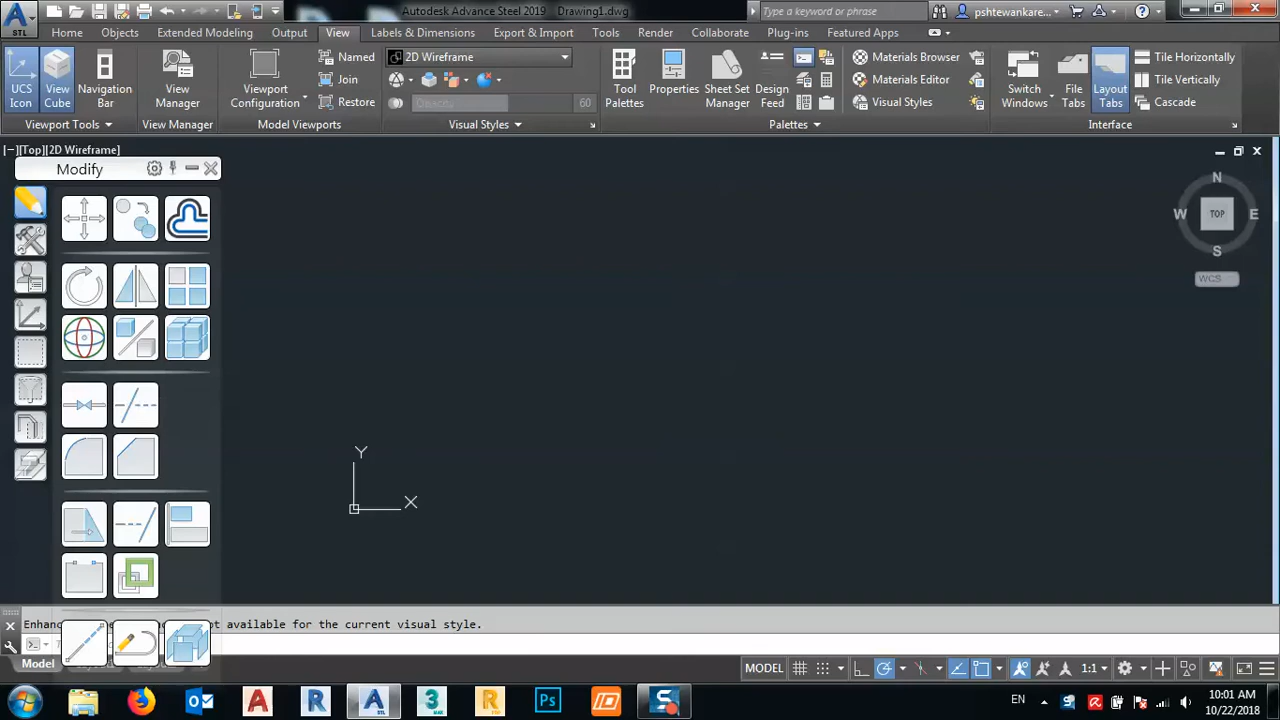 STL
Autodesk Advance Steel 2019 Drawing1.dwg
Type a keyword or phrase
pshtewankare...
Home Objects Extended Modeling Output View Labels & Dimensions Export & Import Tools Render Collaborate Plug-ins Featured Apps
UCS Icon
View Cube
Navigation Bar
Viewport Tools
View Manager
View Manager
Viewport Configuration
Named
Join
Restore
Model Viewports
2D Wireframe
Opacity 60
Visual Styles
Tool Palettes
Properties
Sheet Set Manager
Design Feed
Materials Browser
Materials Editor
Visual Styles
Palettes
Switch Windows
File Tabs
Layout Tabs
Tile Horizontally
Tile Vertically
Cascade
Interface
[−][Top][2D Wireframe]
Modify
N
W TOP E
S
WCS
Y
X
available for the current visual style.
Model
MODEL 1:1
EN 10:01 AM
10/22/2018